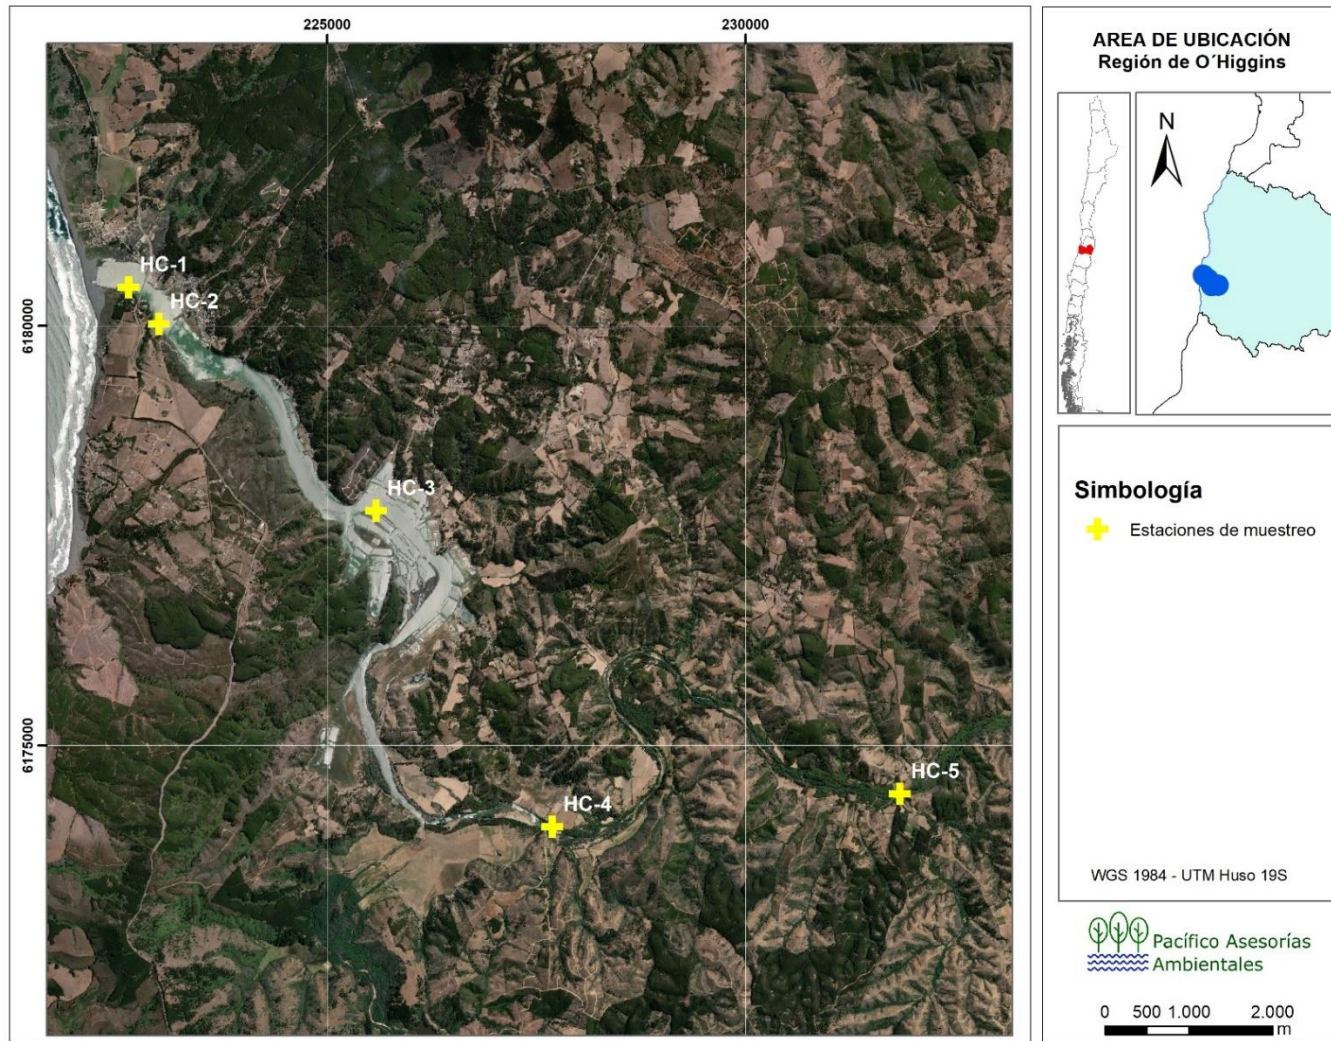 225000
230000
6180000
6175000
HC-1
HC-2
HC-3
HC-4
HC-5
AREA DE UBICACIÓN
Región de O´Higgins
N
Simbología
Estaciones de muestreo
WGS 1984 - UTM Huso 19S
Pacífico Asesorías
Ambientales
0 500 1.000 2.000
m